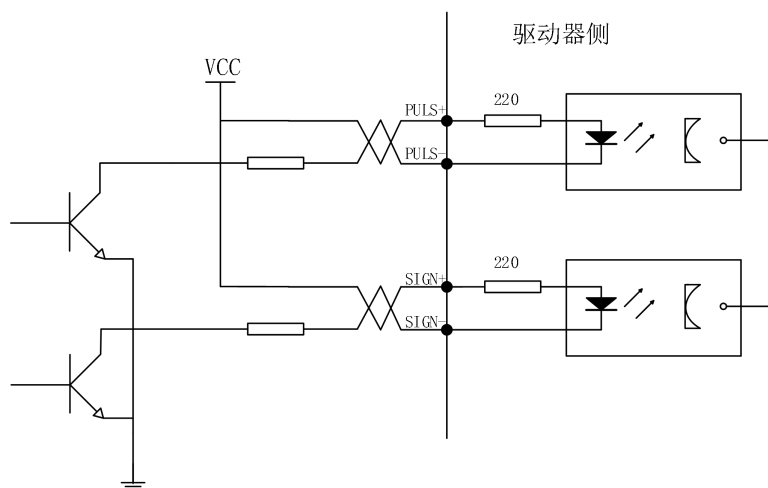 驱动器侧
VCC
PULS+
220
PULS-
SIGN+
220
SIGN-